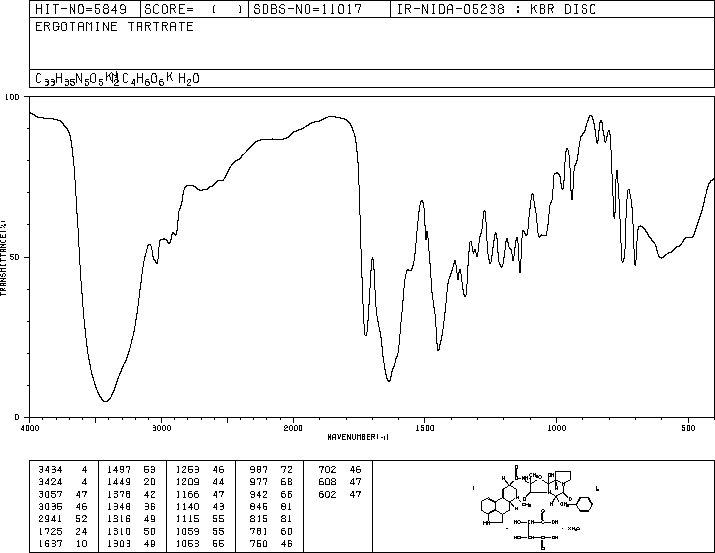 HIT-NO=5849 SCORE= ( ) SDBS-NO=11017 IR-NIDA-05238 : KBR DISC
ERGOTAMINE TARTRATE
100
50
0
TRANSMITTANCE(%)
4000 3000 2000 1500 1000 500
WAVENUMBER(-1)
3434 4 1497 53 1253 46 987 72 702 46
3424 4 1449 20 1209 44 977 68 608 47
3057 47 1378 42 1166 47 942 66 602 47
3035 46 1348 36 1140 43 845 81
2941 52 1316 49 1115 55 815 81
1725 24 1310 50 1059 55 781 60
1637 10 1303 49 1053 55 750 46